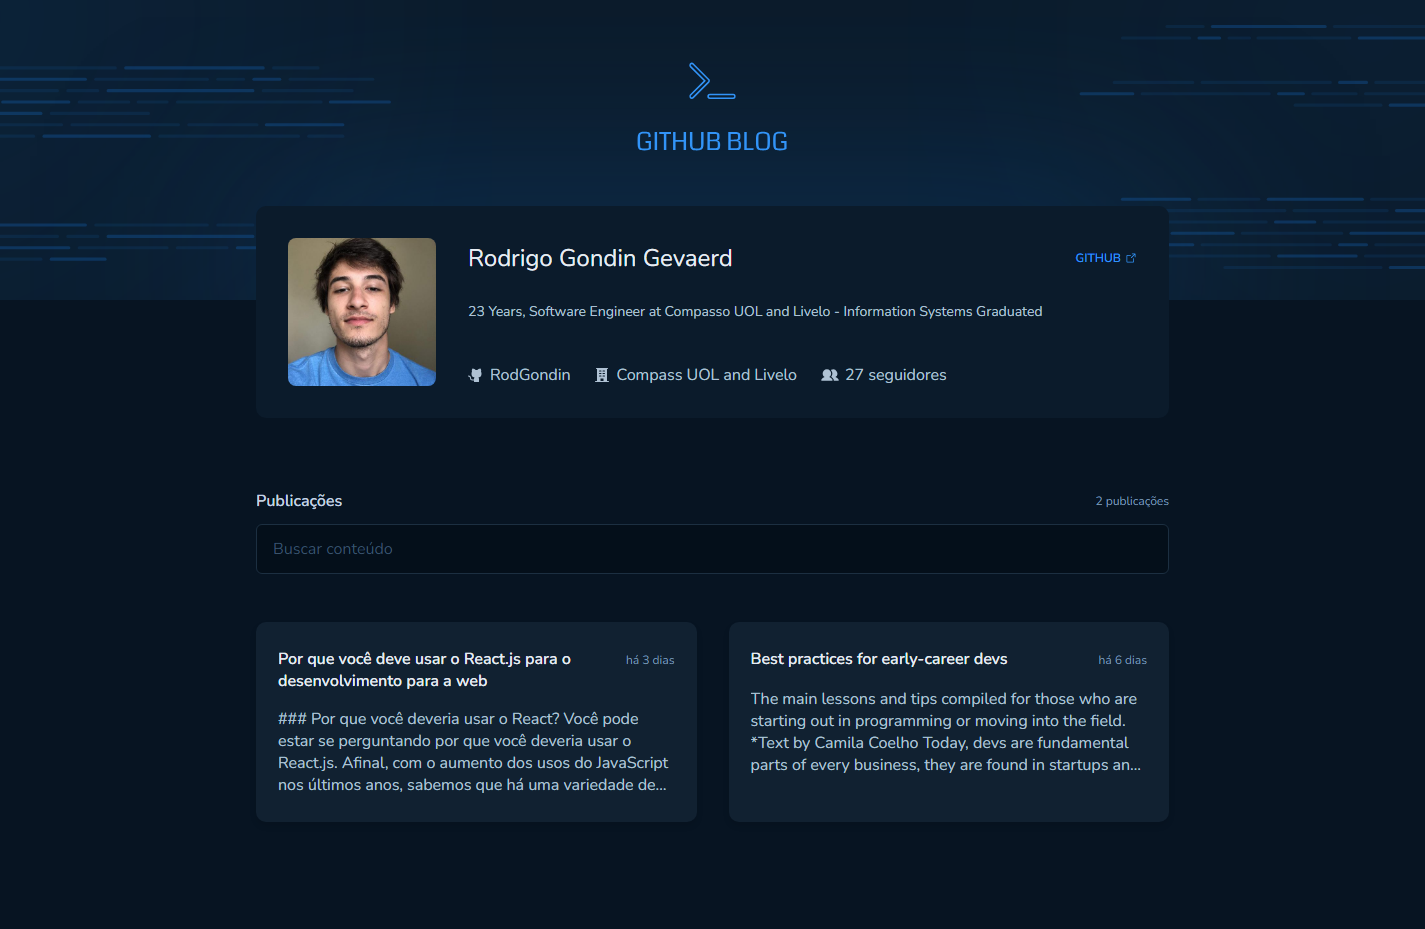 GITHUB BLOG
Rodrigo Gondin Gevaerd
GITHUB
23 Years, Software Engineer at Compasso UOL and Livelo - Information Systems Graduated
RodGondin
Compass UOL and Livelo
27 seguidores
Publicações
2 publicações
Buscar conteúdo
Por que você deve usar o React.js para o
desenvolvimento para a web
há 3 dias
### Por que você deveria usar o React? Você pode
estar se perguntando por que você deveria usar o
React.js. Afinal, com o aumento dos usos do JavaScript
nos últimos anos, sabemos que há uma variedade de...
Best practices for early-career devs
há 6 dias
The main lessons and tips compiled for those who are
starting out in programming or moving into the field.
*Text by Camila Coelho Today, devs are fundamental
parts of every business, they are found in startups an...